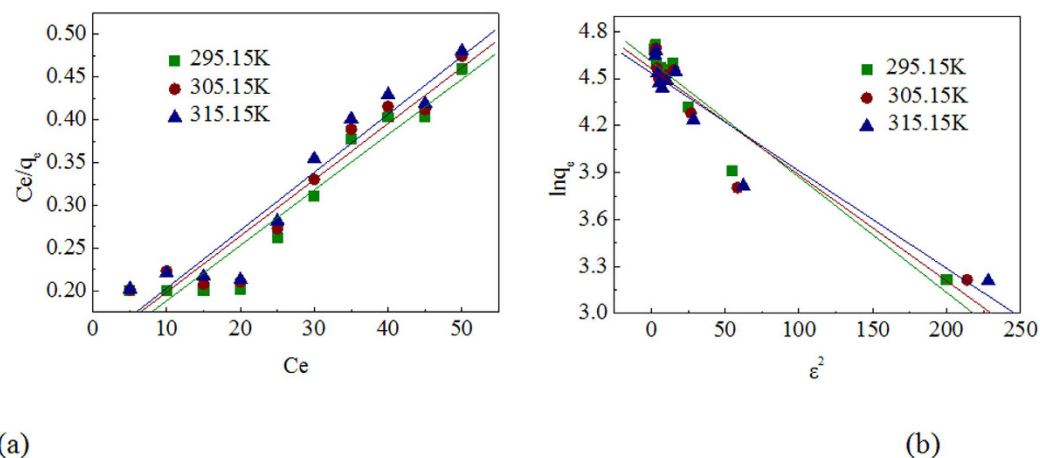 0.50
0.45
0.40
0.35
0.30
0.25
0.20
0 10 20 30 40 50
Ce/qe
Ce
295.15K
305.15K
315.15K
(a)
4.8
4.5
4.2
3.9
3.6
3.3
3.0
0 50 100 150 200 250
lnqe
ε²
295.15K
305.15K
315.15K
(b)